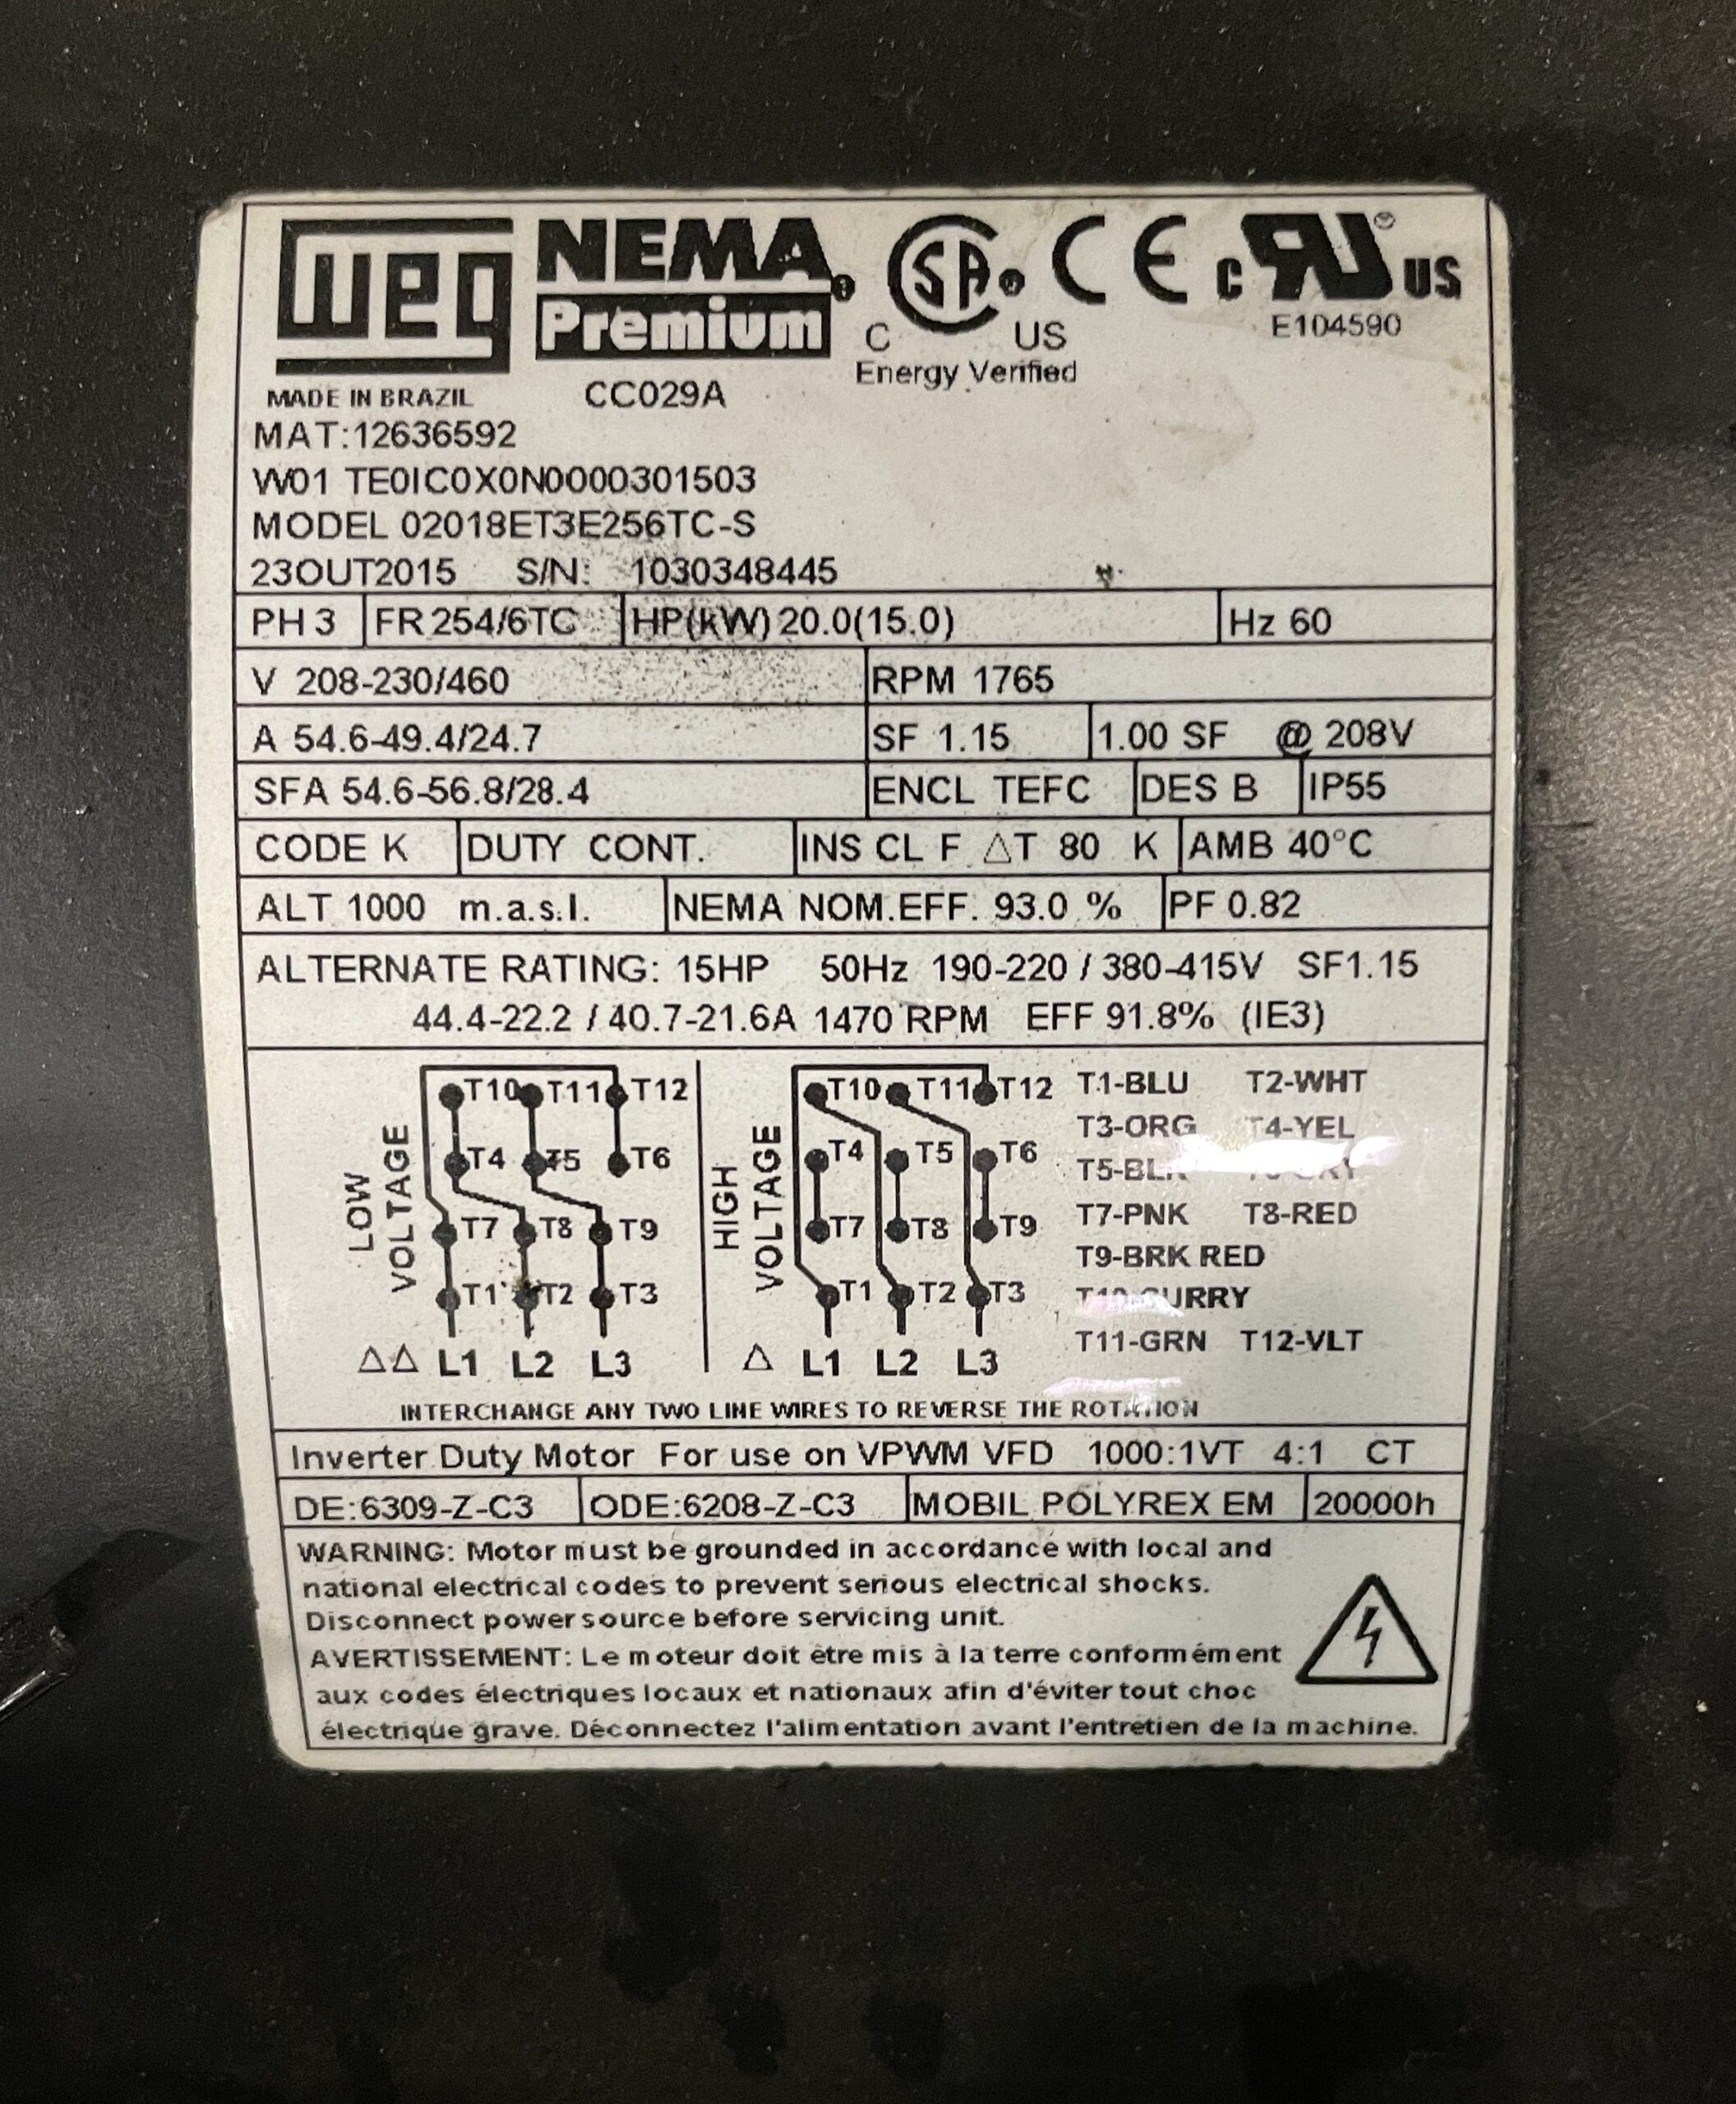 weg NEMA Premium C SA US CE C RU US
E104590
Energy Verified
MADE IN BRAZIL CC029A
MAT:12636592
W01 TE0IC0X0N0000301503
MODEL 02018ET3E256TC-S
23OUT2015 S/N: 1030348445
PH 3 FR 254/6TC HP(kW) 20.0(15.0) Hz 60
V 208-230/460 RPM 1765
A 54.6-49.4/24.7 SF 1.15 1.00 SF @ 208V
SFA 54.6-56.8/28.4 ENCL TEFC DES B IP55
CODE K DUTY CONT. INS CL F △T 80 K AMB 40°C
ALT 1000 m.a.s.l. NEMA NOM.EFF. 93.0 % PF 0.82
ALTERNATE RATING: 15HP 50Hz 190-220 / 380-415V SF1.15
44.4-22.2 / 40.7-21.6A 1470 RPM EFF 91.8% (IE3)
LOW VOLTAGE
T10 T11 T12
T4 T5 T6
T7 T8 T9
T1 T2 T3
△△ L1 L2 L3
HIGH VOLTAGE
T10 T11 T12
T4 T5 T6
T7 T8 T9
T1 T2 T3
△ L1 L2 L3
T1-BLU T2-WHT
T3-ORG T4-YEL
T5-BLK
T7-PNK T8-RED
T9-BRK RED
T10-CURRY
T11-GRN T12-VLT
INTERCHANGE ANY TWO LINE WIRES TO REVERSE THE ROTATION
Inverter Duty Motor For use on VPWM VFD 1000:1VT 4:1 CT
DE:6309-Z-C3 ODE:6208-Z-C3 MOBIL POLYREX EM 20000h
WARNING: Motor must be grounded in accordance with local and
national electrical codes to prevent serious electrical shocks.
Disconnect power source before servicing unit.
AVERTISSEMENT: Le moteur doit être mis à la terre conformément
aux codes électriques locaux et nationaux afin d'éviter tout choc
électrique grave. Déconnectez l'alimentation avant l'entretien de la machine.